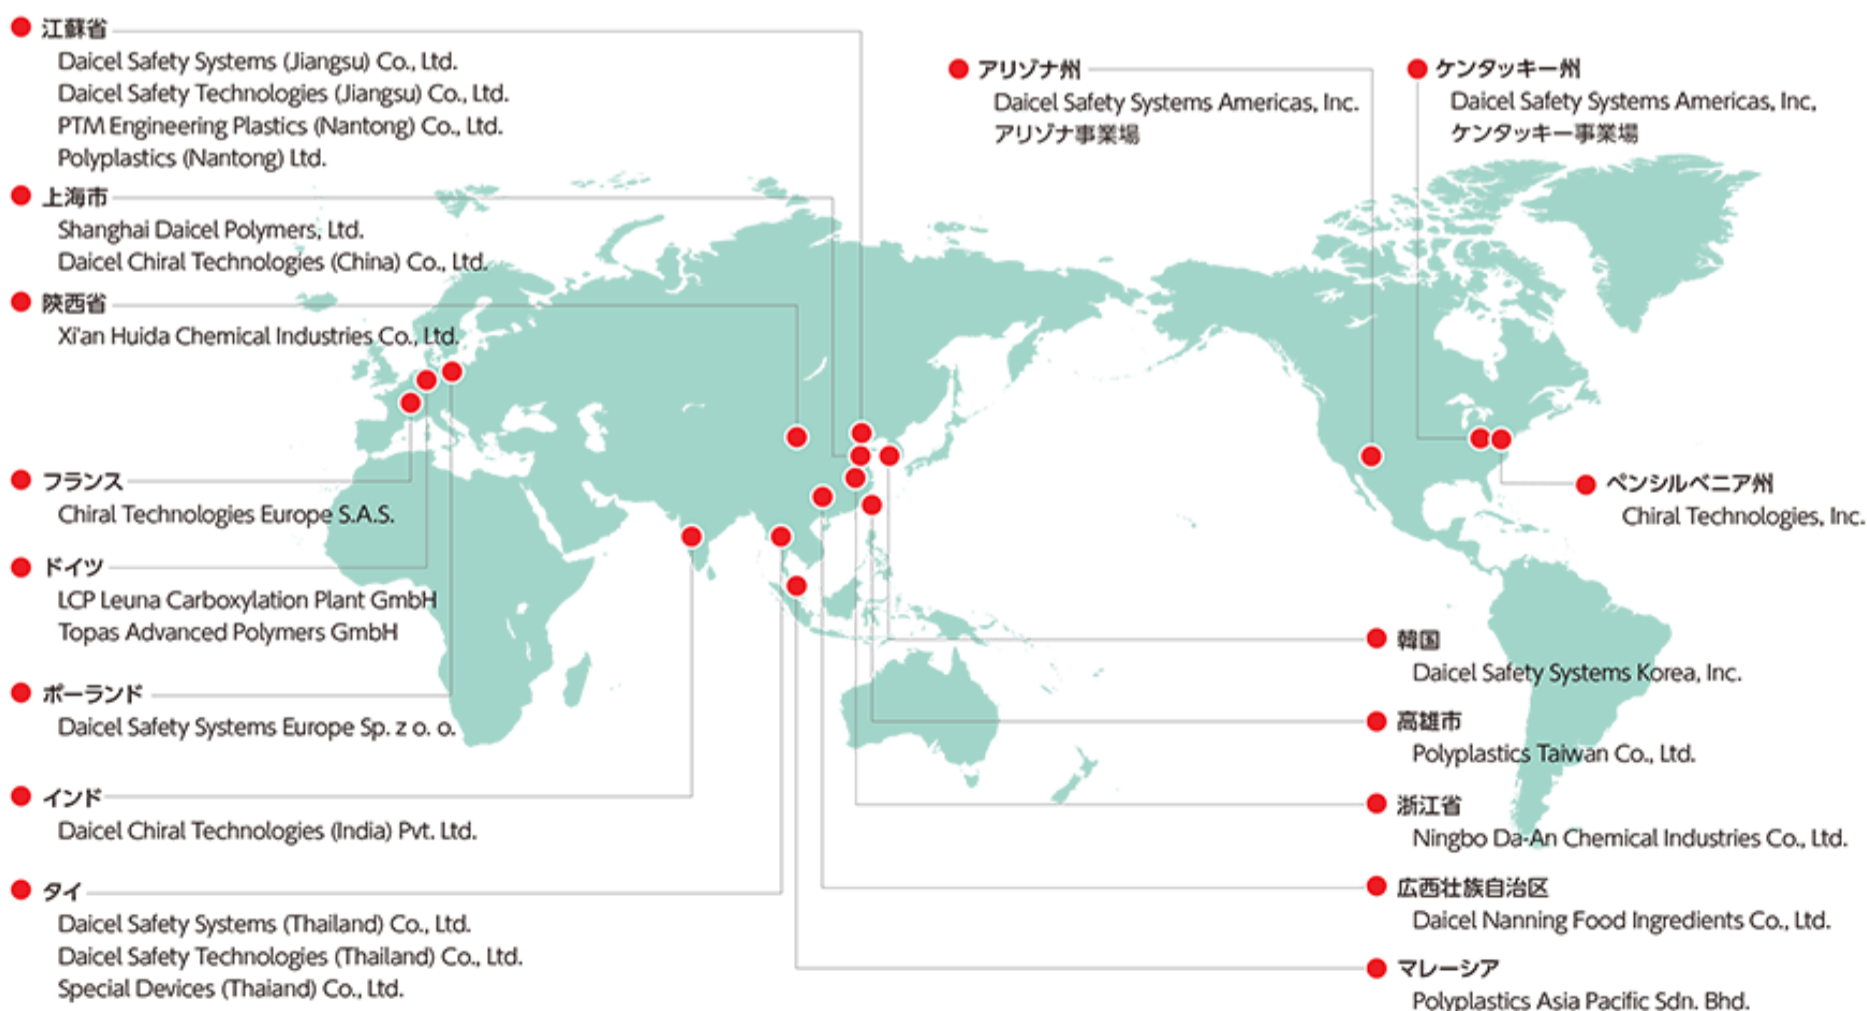 江蘇省
Daicel Safety Systems (Jiangsu) Co., Ltd.
Daicel Safety Technologies (Jiangsu) Co., Ltd.
PTM Engineering Plastics (Nantong) Co., Ltd.
Polyplastics (Nantong) Ltd.
上海市
Shanghai Daicel Polymers, Ltd.
Daicel Chiral Technologies (China) Co., Ltd.
陝西省
Xi'an Huida Chemical Industries Co., Ltd.
フランス
Chiral Technologies Europe S.A.S.
ドイツ
LCP Leuna Carboxylation Plant GmbH
Topas Advanced Polymers GmbH
ポーランド
Daicel Safety Systems Europe Sp. z o. o.
インド
Daicel Chiral Technologies (India) Pvt. Ltd.
タイ
Daicel Safety Systems (Thailand) Co., Ltd.
Daicel Safety Technologies (Thailand) Co., Ltd.
Special Devices (Thaiand) Co., Ltd.
アリゾナ州
Daicel Safety Systems Americas, Inc.
アリゾナ事業場
ケンタッキー州
Daicel Safety Systems Americas, Inc,
ケンタッキー事業場
ペンシルベニア州
Chiral Technologies, Inc.
韓国
Daicel Safety Systems Korea, Inc.
高雄市
Polyplastics Taiwan Co., Ltd.
浙江省
Ningbo Da-An Chemical Industries Co., Ltd.
広西壮族自治区
Daicel Nanning Food Ingredients Co., Ltd.
マレーシア
Polyplastics Asia Pacific Sdn. Bhd.